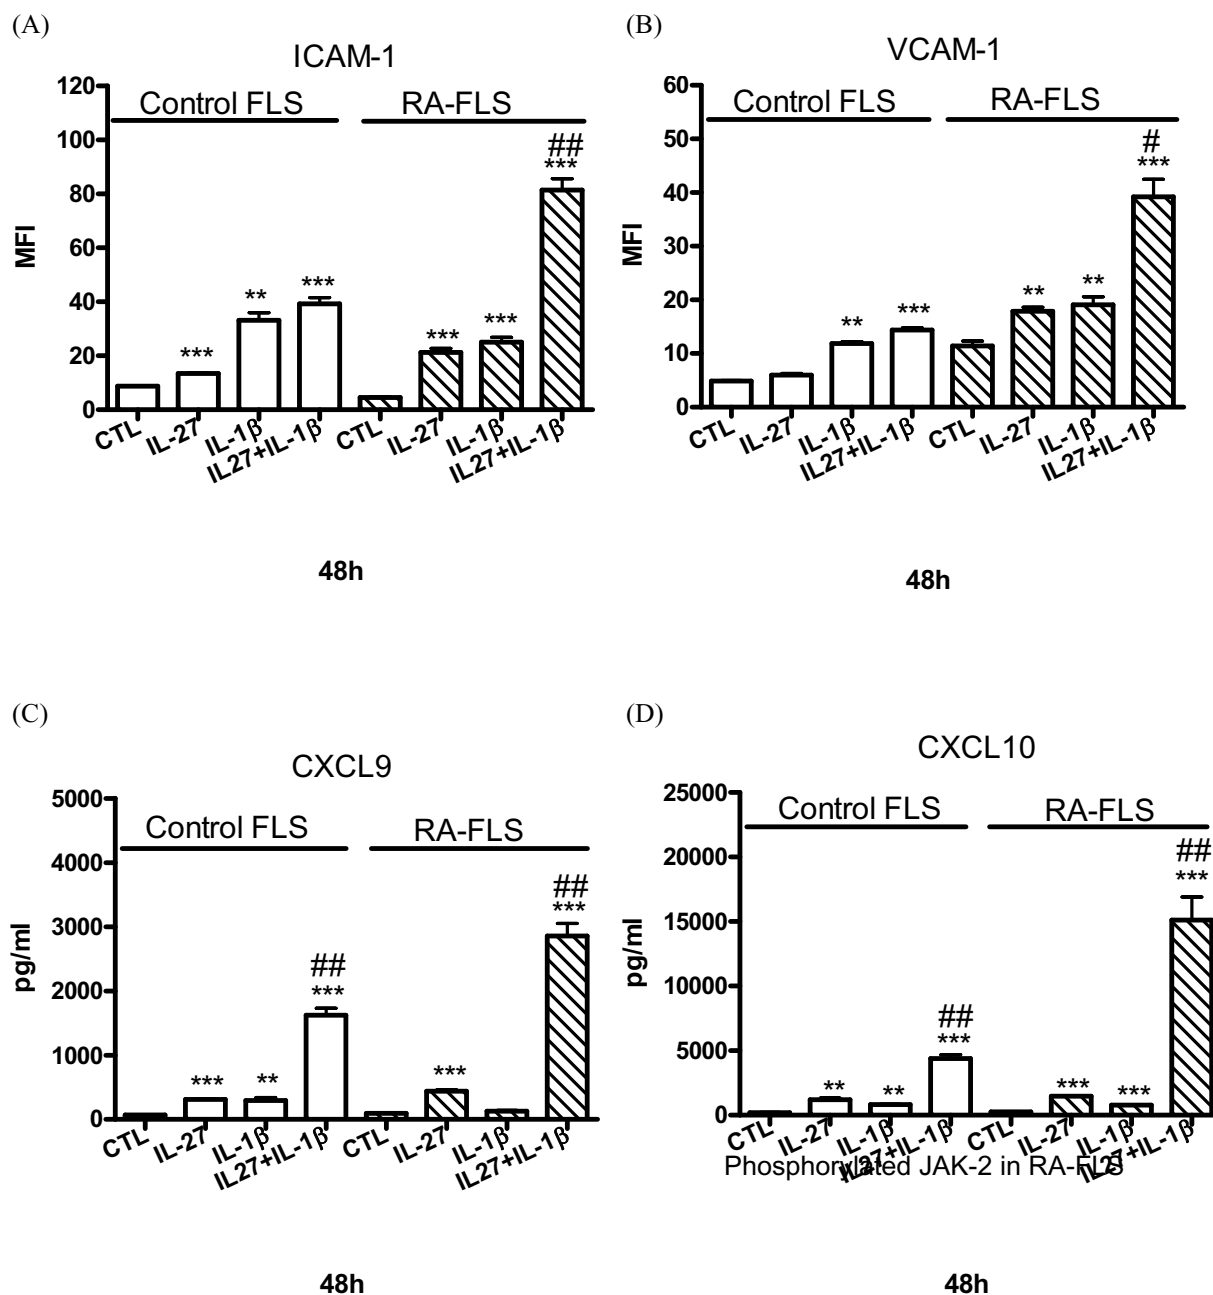 (A)
ICAM-1
Control FLS
RA-FLS
MFI
120
100
80
60
40
20
0
***
**
***
***
***
##
***
CTL
IL-27
IL-1β
IL27+IL-1β
CTL
IL-27
IL-1β
IL27+IL-1β
48h
(B)
VCAM-1
Control FLS
RA-FLS
MFI
60
50
40
30
20
10
0
**
***
**
**
#
***
CTL
IL-27
IL-1β
IL27+IL-1β
CTL
IL-27
IL-1β
IL27+IL-1β
48h
(C)
CXCL9
Control FLS
RA-FLS
pg/ml
5000
4000
3000
2000
1000
0
***
**
##
***
***
##
***
CTL
IL-27
IL-1β
IL27+IL-1β
CTL
IL-27
IL-1β
IL27+IL-1β
48h
(D)
CXCL10
Control FLS
RA-FLS
pg/ml
25000
20000
15000
10000
5000
0
**
**
##
***
***
***
##
***
CTL
IL-27
IL-1β
IL27+IL-1β
CTL
IL-27
IL-1β
IL27+IL-1β
Phosphorylated JAK-2 in RA-FLS
48h